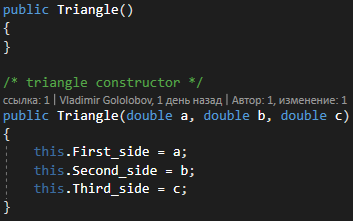 public Triangle()
{
}
/* triangle constructor */
ссылка: 1 | Vladimir Gololobov, 1 день назад | Автор: 1, изменение: 1
public Triangle(double a, double b, double c)
{
this.First_side = a;
this.Second_side = b;
this.Third_side = c;
}